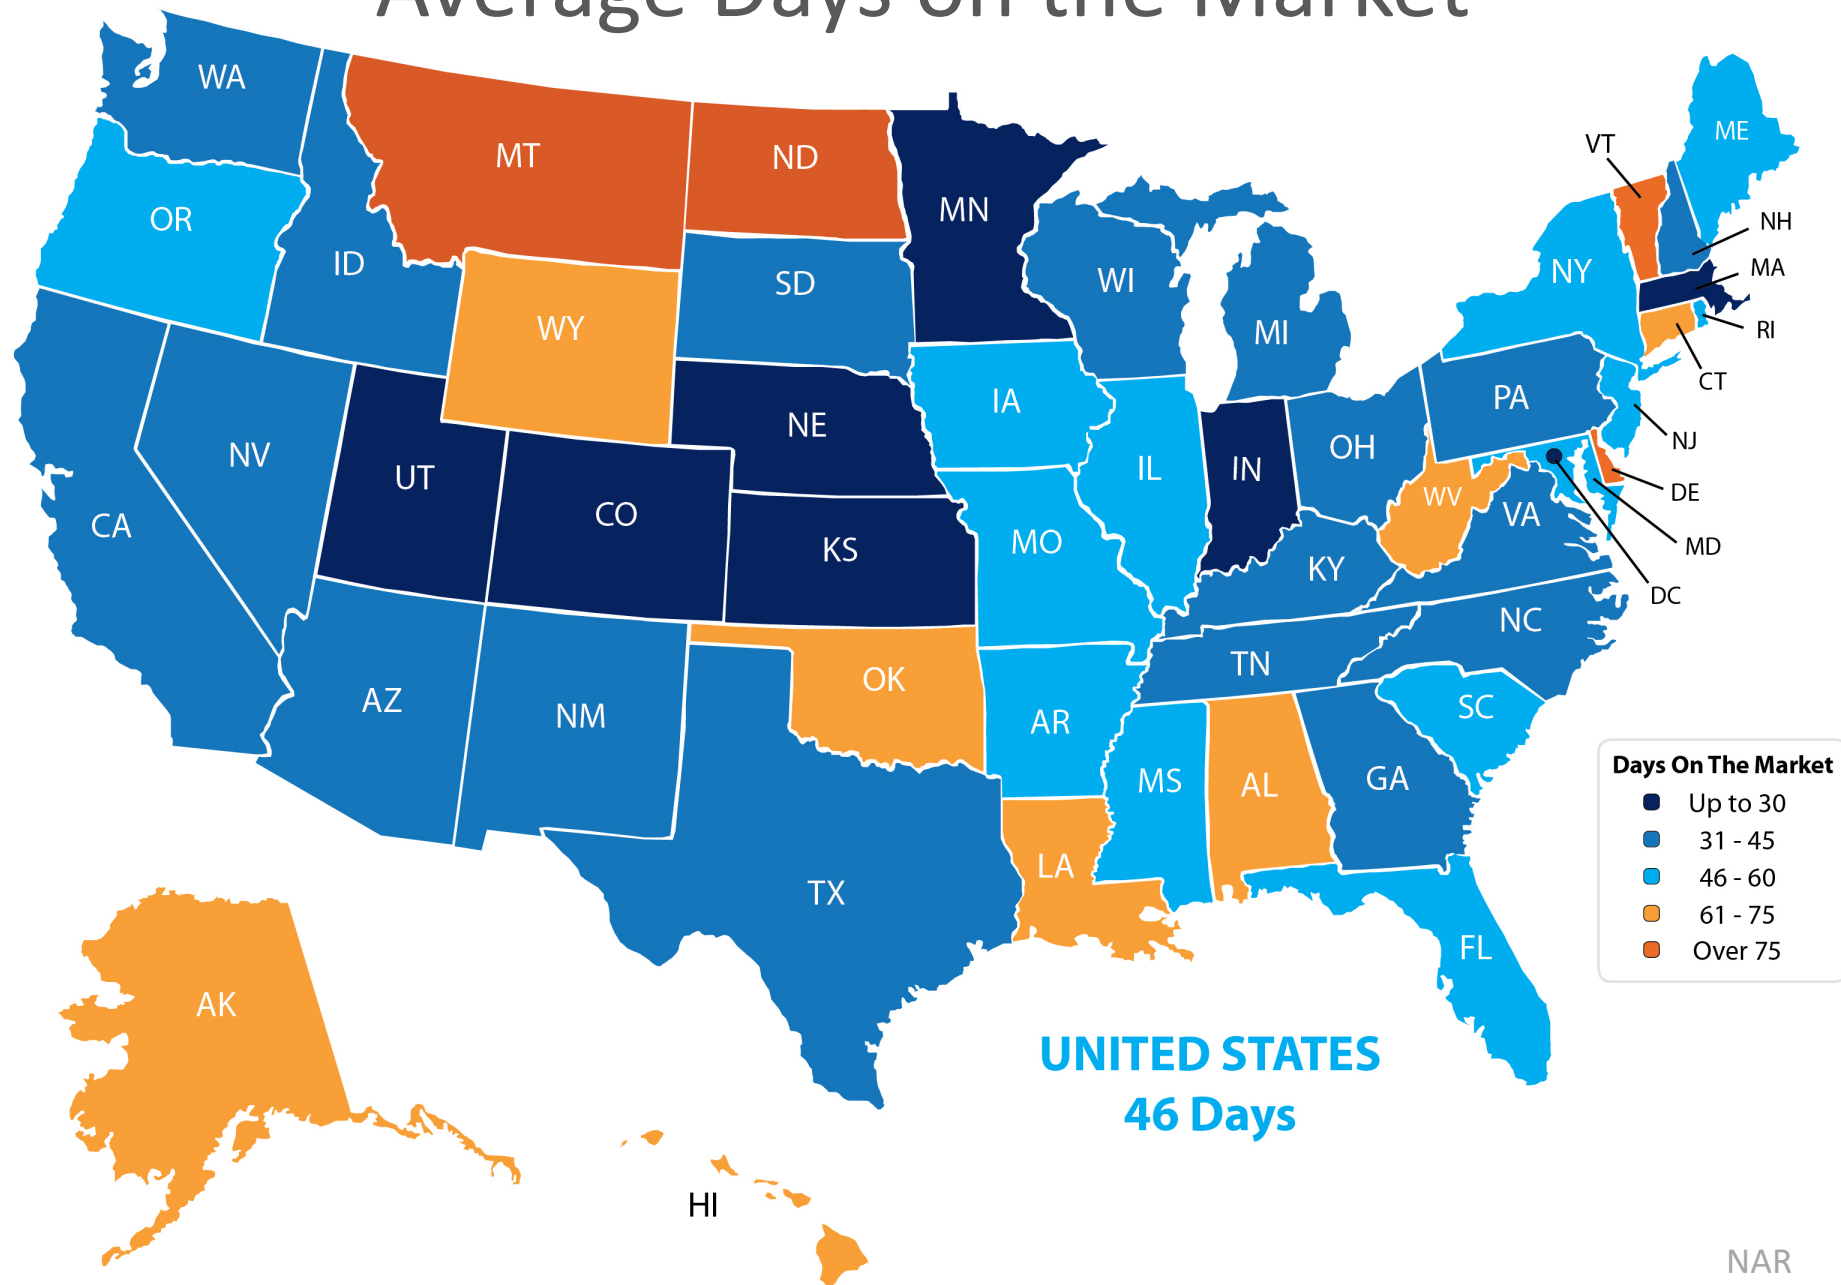 Average Days on the Market
WA
MT
ND
MN
ME
VT
OR
ID
WY
SD
WI
MI
NY
NH
MA
RI
CT
NV
UT
CO
NE
KS
IA
IL
IN
OH
PA
NJ
DE
MD
DC
CA
MO
KY
WV
VA
NC
AZ
NM
OK
AR
TN
SC
MS
AL
GA
TX
LA
FL
AK
HI
Days On The Market
Up to 30
31 - 45
46 - 60
61 - 75
Over 75
UNITED STATES
46 Days
NAR